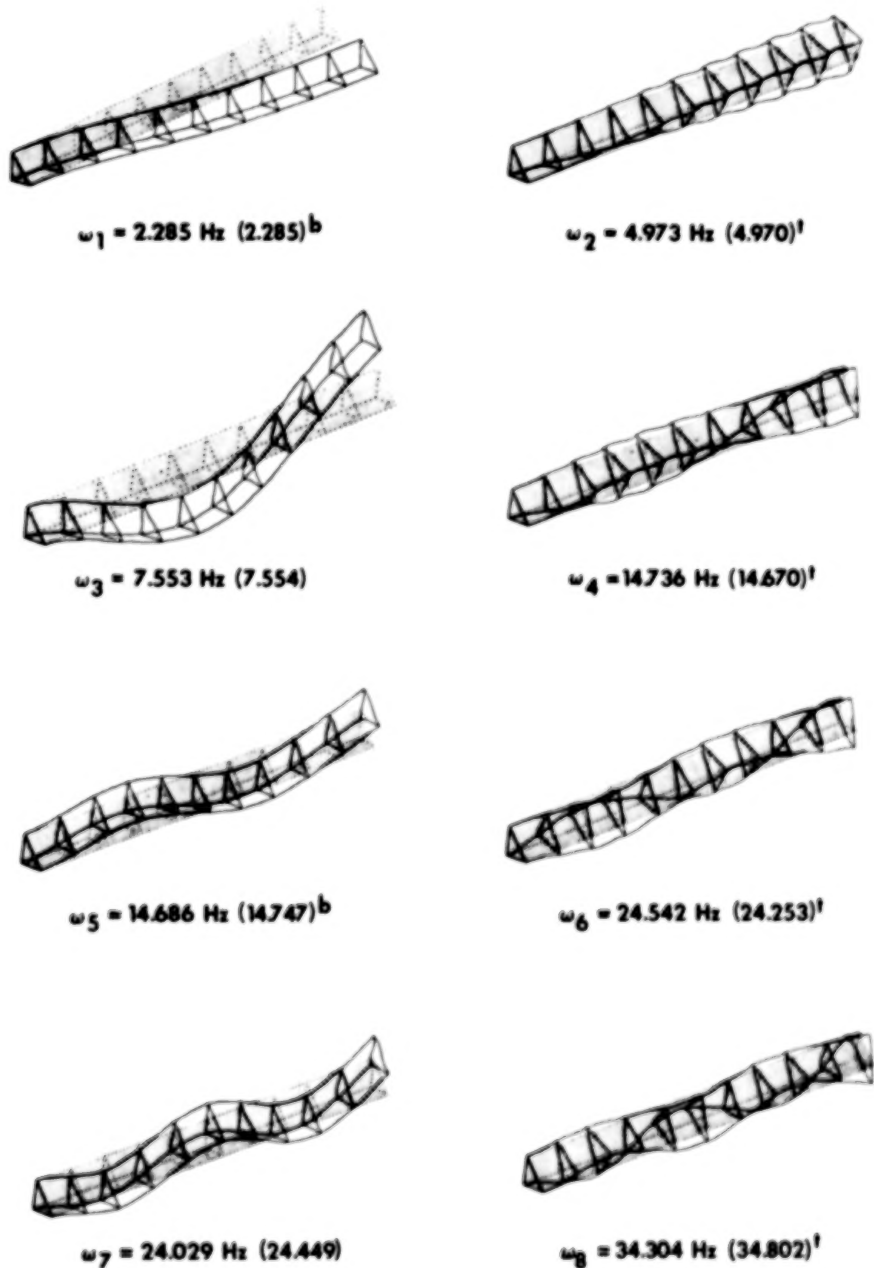 ω1 = 2.285 Hz (2.285)b
ω2 = 4.973 Hz (4.970)t
ω3 = 7.553 Hz (7.554)
ω4 = 14.736 Hz (14.670)t
ω5 = 14.686 Hz (14.747)b
ω6 = 24.542 Hz (24.253)t
ω7 = 24.029 Hz (24.449)
ω8 = 34.304 Hz (34.802)t